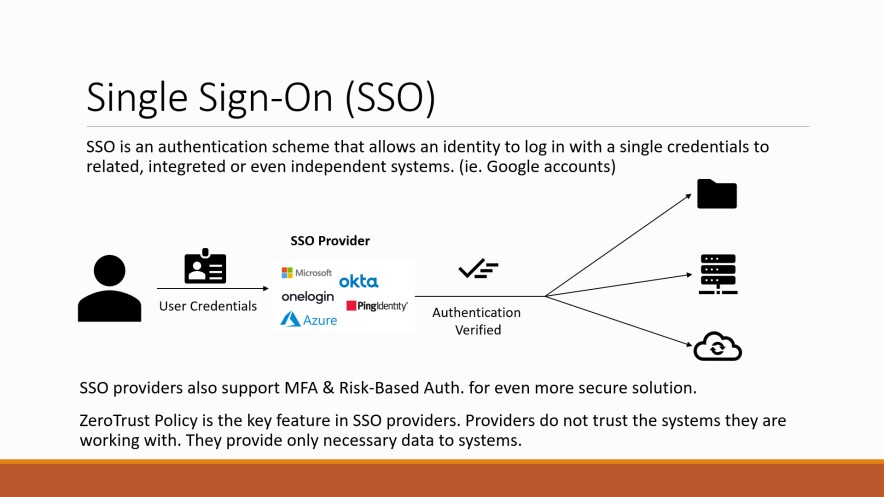 Single Sign-On (SSO)
SSO is an authentication scheme that allows an identity to log in with a single credentials to
related, integreted or even independent systems. (ie. Google accounts)
SSO Provider
Microsoft
okta
onelogin
PingIdentity
Azure
User Credentials
Authentication
Verified
SSO providers also support MFA & Risk-Based Auth. for even more secure solution.
ZeroTrust Policy is the key feature in SSO providers. Providers do not trust the systems they are
working with. They provide only necessary data to systems.